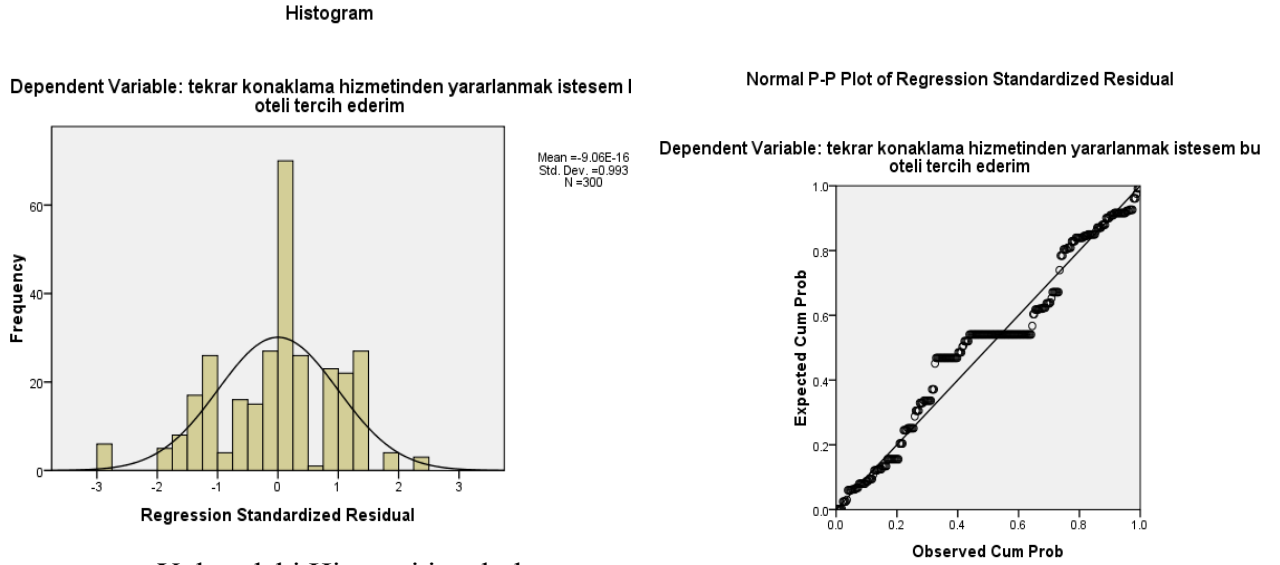 Histogram
Dependent Variable: tekrar konaklama hizmetinden yararlanmak istesem
oteli tercih ederim
Mean =-9.06E-16
Std. Dev. =0.993
N =300
60
40
20
0
Frequency
-3 -2 -1 0 1 2 3
Regression Standardized Residual
Normal P-P Plot of Regression Standardized Residual
Dependent Variable: tekrar konaklama hizmetinden yararlanmak istesem bu
oteli tercih ederim
1.0
0.8
0.6
0.4
0.2
0.0
Expected Cum Prob
0.0 0.2 0.4 0.6 0.8 1.0
Observed Cum Prob